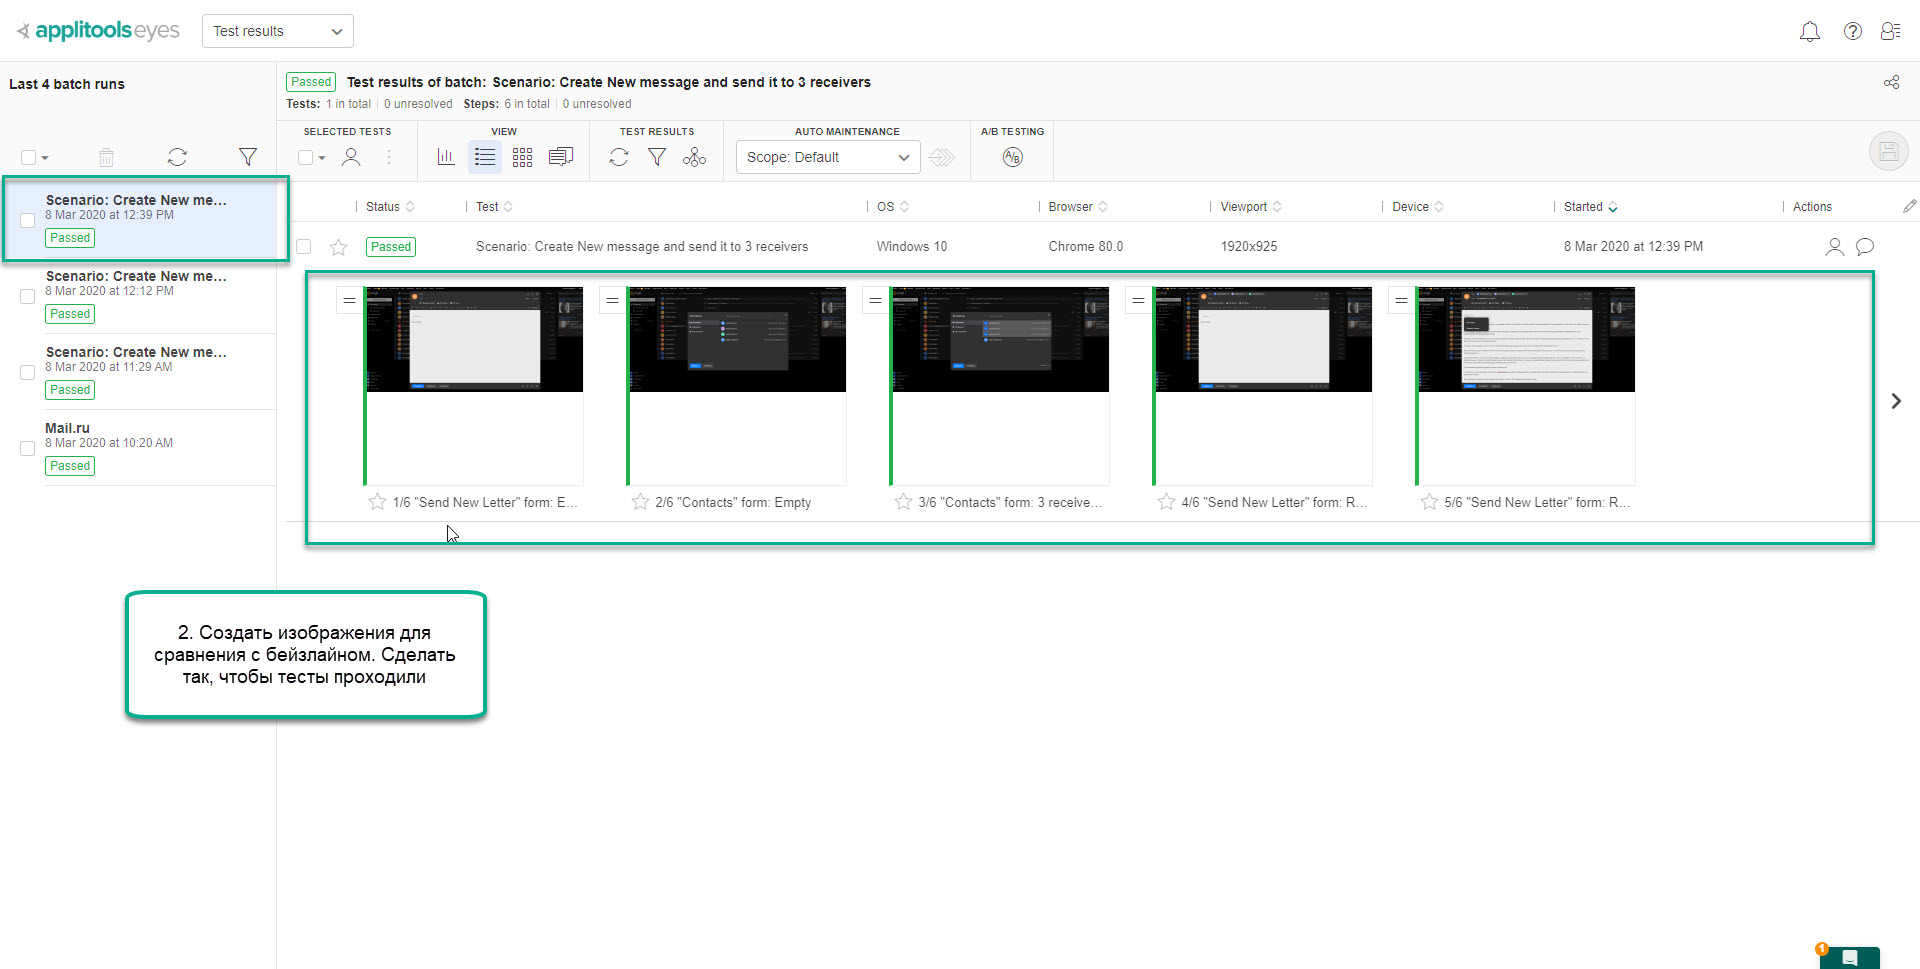 applitools eyes
Test results
Last 4 batch runs
Passed Test results of batch: Scenario: Create New message and send it to 3 receivers
Tests: 1 in total 0 unresolved Steps: 6 in total 0 unresolved
SELECTED TESTS
VIEW
TEST RESULTS
AUTO MAINTENANCE
Scope: Default
A/B TESTING
A/B
Scenario: Create New me...
8 Mar 2020 at 12:39 PM
Passed
Scenario: Create New me...
8 Mar 2020 at 12:12 PM
Passed
Scenario: Create New me...
8 Mar 2020 at 11:29 AM
Passed
Mail.ru
8 Mar 2020 at 10:20 AM
Passed
Status Test OS Browser Viewport Device Started Actions
Passed Scenario: Create New message and send it to 3 receivers Windows 10 Chrome 80.0 1920x925 8 Mar 2020 at 12:39 PM
1/6 "Send New Letter" form: E...
2/6 "Contacts" form: Empty
3/6 "Contacts" form: 3 receive...
4/6 "Send New Letter" form: R...
5/6 "Send New Letter" form: R...
2. Создать изображения для
сравнения с бейзлайном. Сделать
так, чтобы тесты проходили
1